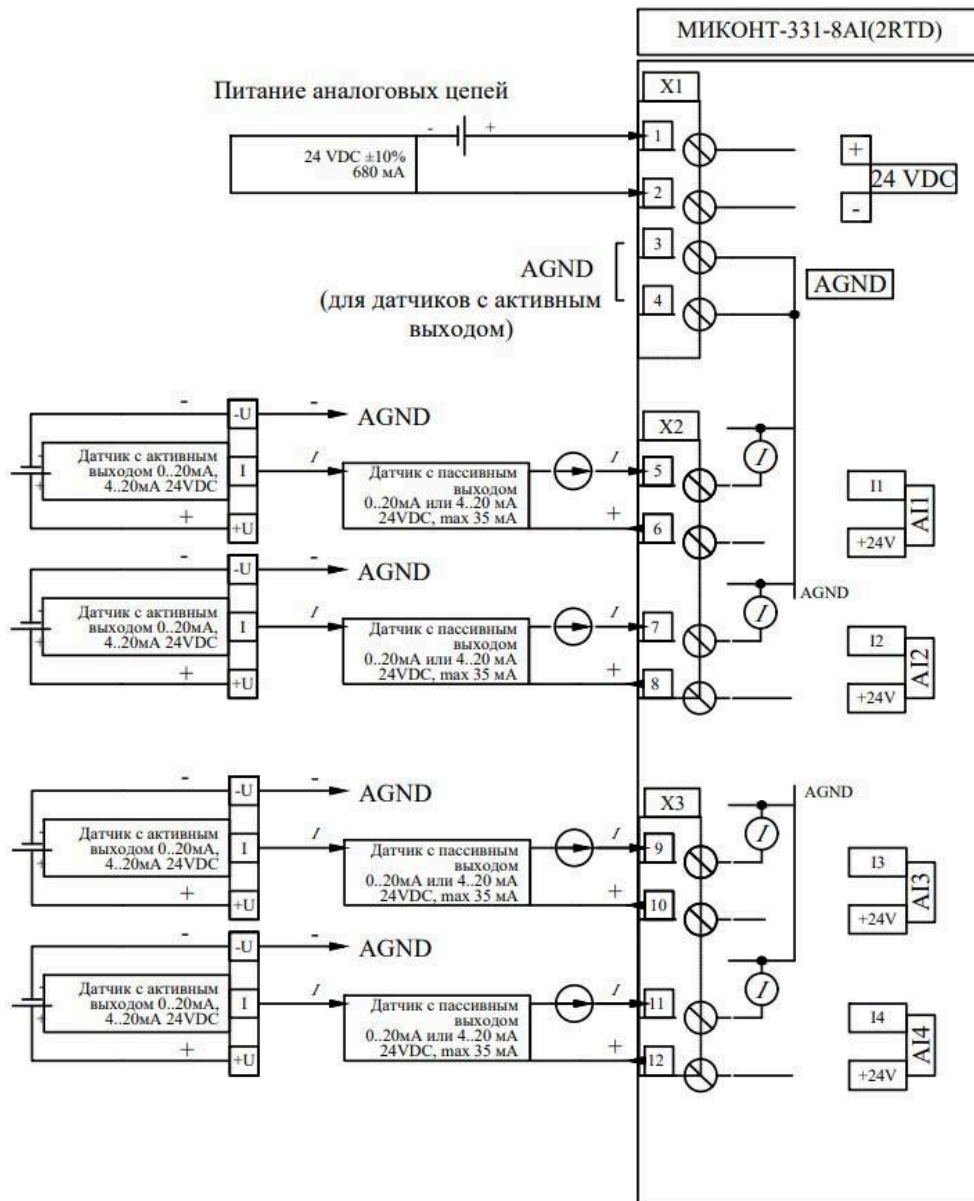 МИКОНТ-331-8AI(2RTD)
Питание аналоговых цепей
X1
- +
1
24 VDC ±10%
680 мА
+
24 VDC
-
2
3
AGND
(для датчиков с активным
выходом)
4
AGND
- -
-U
AGND
X2
Датчик с активным
выходом 0..20мА,
4..20мА 24VDC
I
I
Датчик с пассивным
выходом
0..20мА или 4..20 мА
24VDC, max 35 мА
I
5
I
I1
AI1
+
+
+U
+
6
+24V
- -
-U
AGND
I
AGND
Датчик с активным
выходом 0..20мА,
4..20мА 24VDC
I
I
Датчик с пассивным
выходом
0..20мА или 4..20 мА
24VDC, max 35 мА
I
7
I2
AI2
+
+U
+
8
+24V
- -
-U
AGND
X3
AGND
Датчик с активным
выходом 0..20мА,
4..20мА 24VDC
I
I
Датчик с пассивным
выходом
0..20мА или 4..20 мА
24VDC, max 35 мА
I
9
I
I3
AI3
+
+
+U
+
10
+24V
- -
-U
AGND
I
Датчик с активным
выходом 0..20мА,
4..20мА 24VDC
I
I
Датчик с пассивным
выходом
0..20мА или 4..20 мА
24VDC, max 35 мА
I
11
I4
AI4
+
+U
+
12
+24V